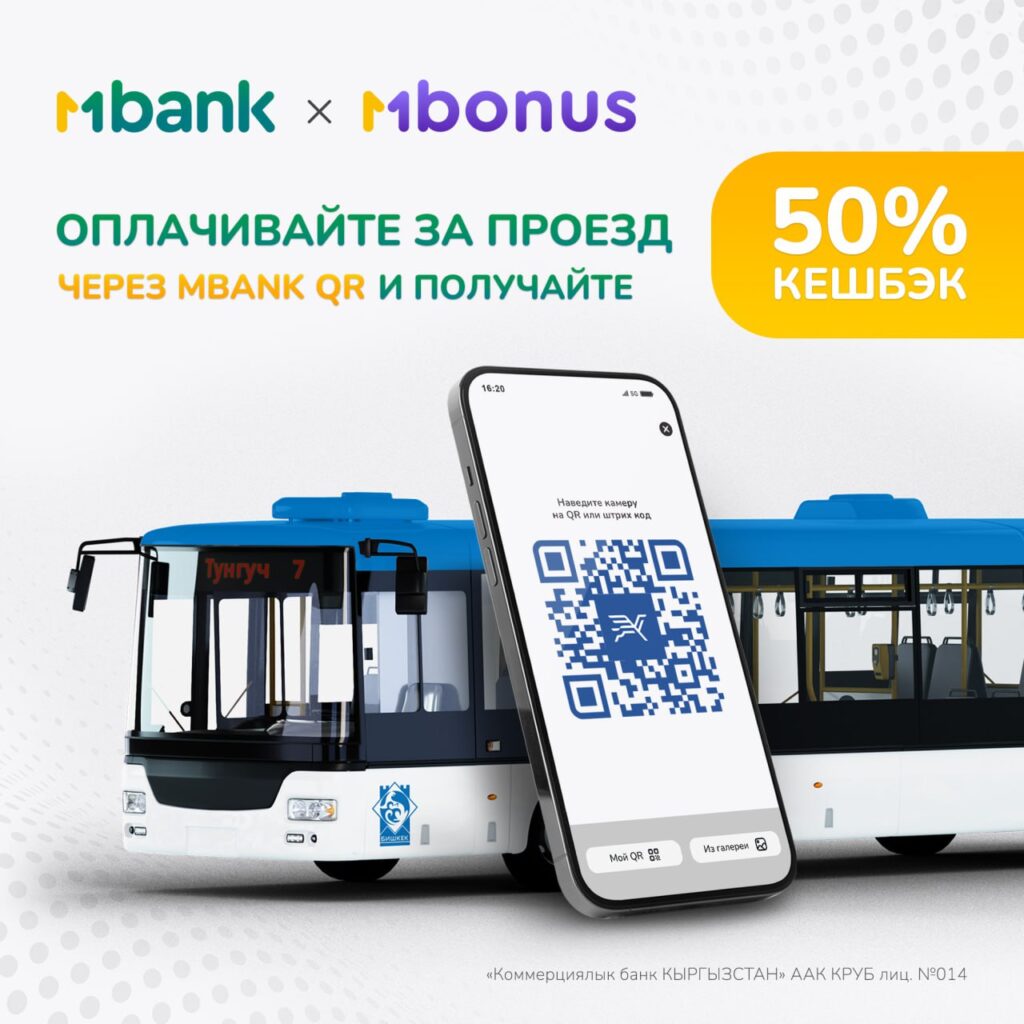 Mbank × Mbonus
ОПЛАЧИВАЙТЕ ЗА ПРОЕЗД
ЧЕРЕЗ MBANK QR И ПОЛУЧАЙТЕ
50%
КЕШБЭК
16:20
5G
Наведите камеру
на QR или штрих код
Тунгуч 7
БИШКЕК
Мой QR
Из галереи
«Коммерциялык банк КЫРГЫЗСТАН» ААК КРУБ лиц. №014